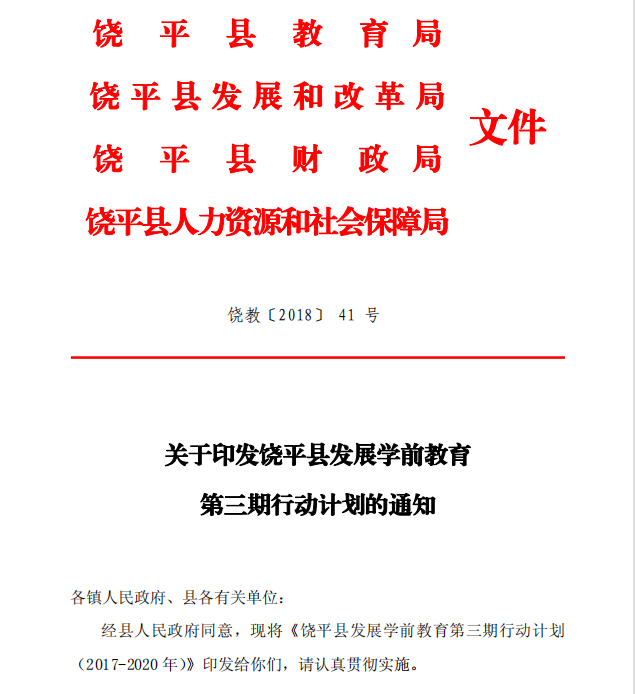 饶平县教育局
饶平县发展和改革局
饶平县财政局
饶平县人力资源和社会保障局
文件
饶教〔2018〕 41 号
关于印发饶平县发展学前教育
第三期行动计划的通知
各镇人民政府、县各有关单位：
经县人民政府同意，现将《饶平县发展学前教育第三期行动计划
（2017-2020 年）》印发给你们，请认真贯彻实施。